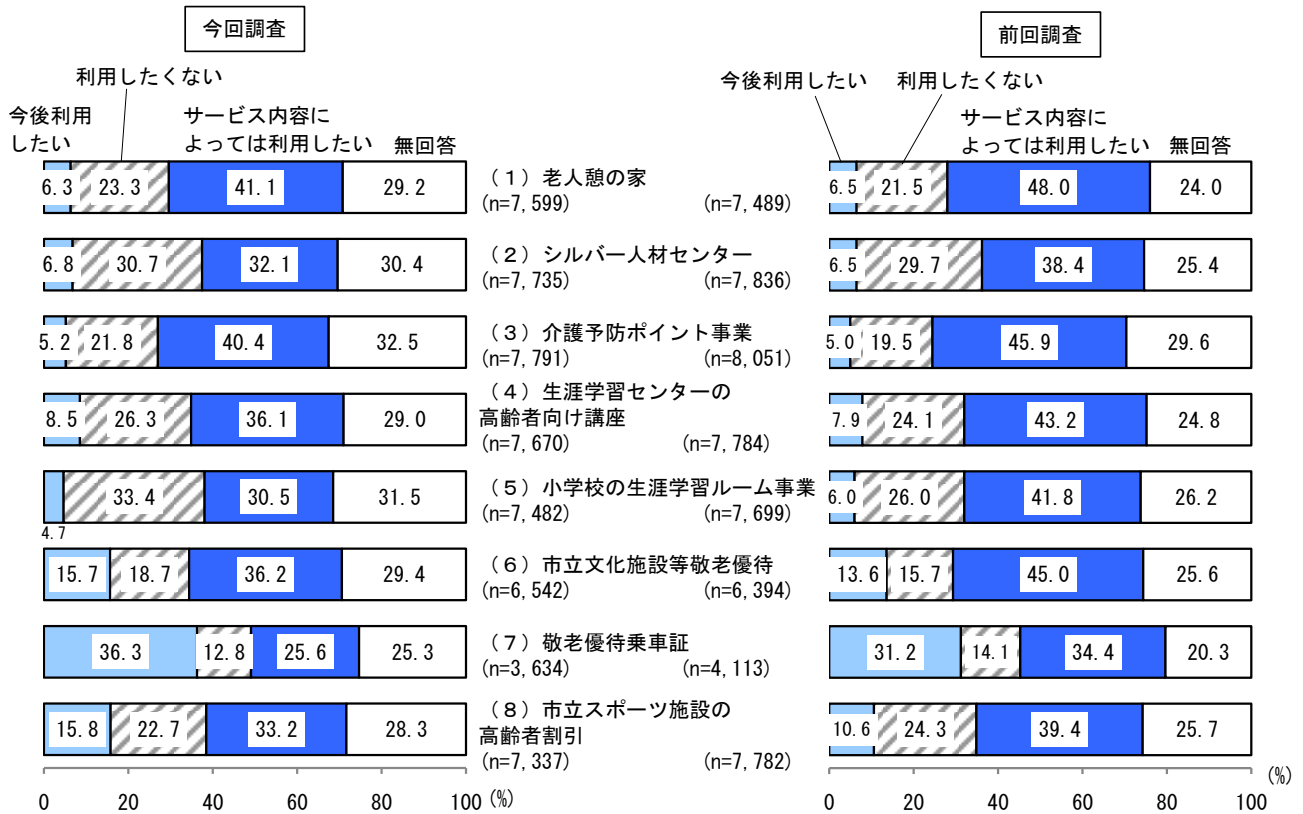 今回調査
前回調査
利用したくない
今後利用
したい
サービス内容に
よっては利用したい
無回答
今後利用したい
利用したくない
サービス内容に
よっては利用したい
無回答
6.3 23.3 41.1 29.2
(1)老人憩の家
(n=7,599) (n=7,489)
6.5 21.5 48.0 24.0
6.8 30.7 32.1 30.4
(2)シルバー人材センター
(n=7,735) (n=7,836)
6.5 29.7 38.4 25.4
5.2 21.8 40.4 32.5
(3)介護予防ポイント事業
(n=7,791) (n=8,051)
5.0 19.5 45.9 29.6
8.5 26.3 36.1 29.0
(4)生涯学習センターの
高齢者向け講座
(n=7,670) (n=7,784)
7.9 24.1 43.2 24.8
4.7 33.4 30.5 31.5
(5)小学校の生涯学習ルーム事業
(n=7,482) (n=7,699)
6.0 26.0 41.8 26.2
15.7 18.7 36.2 29.4
(6)市立文化施設等敬老優待
(n=6,542) (n=6,394)
13.6 15.7 45.0 25.6
36.3 12.8 25.6 25.3
(7)敬老優待乗車証
(n=3,634) (n=4,113)
31.2 14.1 34.4 20.3
15.8 22.7 33.2 28.3
(8)市立スポーツ施設の
高齢者割引
(n=7,337) (n=7,782)
10.6 24.3 39.4 25.7
0 20 40 60 80 100 (%)
0 20 40 60 80 100 (%)